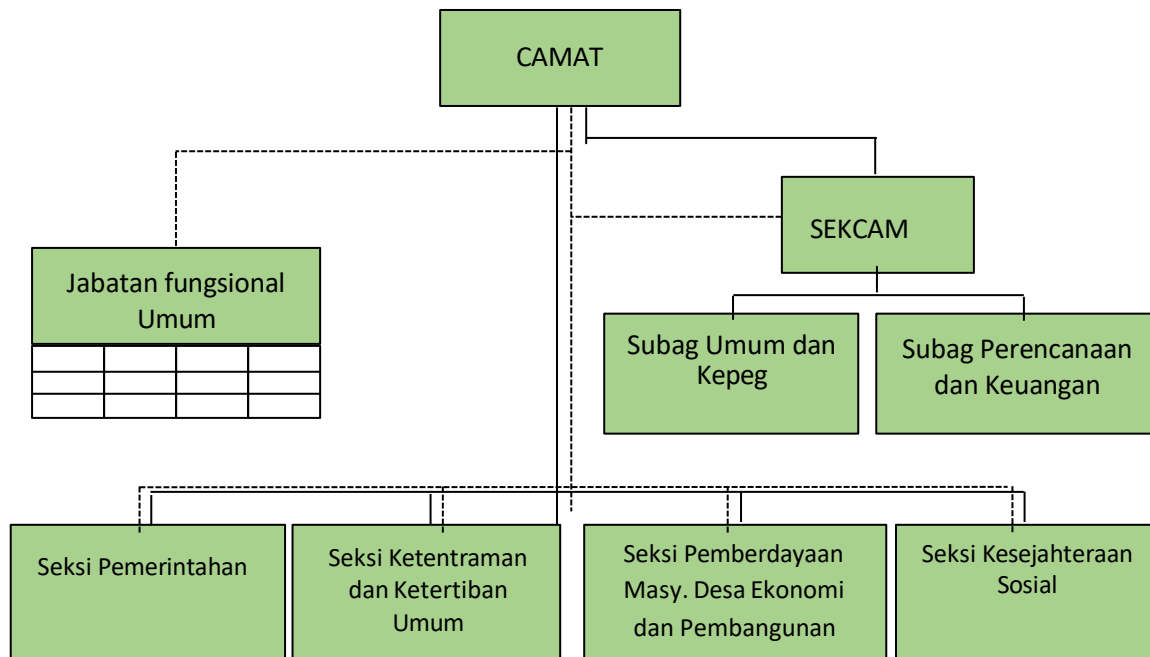 CAMAT
SEKCAM
Jabatan fungsional
Umum
Subag Umum dan
Kepeg
Subag Perencanaan
dan Keuangan
Seksi Pemerintahan
Seksi Ketentraman
dan Ketertiban
Umum
Seksi Pemberdayaan
Masy. Desa Ekonomi
dan Pembangunan
Seksi Kesejahteraan
Sosial